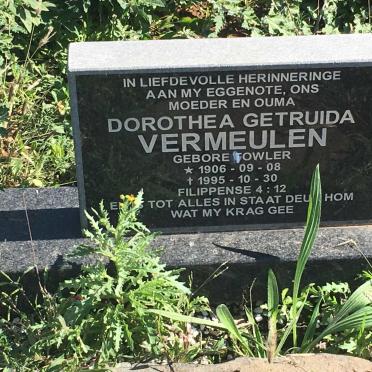 IN LIEFDEVOLLE HERINNERINGE
AAN MY EGGENOTE, ONS
MOEDER EN OUMA
DOROTHEA GETRUIDA
VERMEULEN
GEBORE FOWLER
★ 1906 - 09 - 08
† 1995 - 10 - 30
FILIPPENSE 4 : 12
TOT ALLES IN STAAT DEUR HOM
WAT MY KRAG GEE